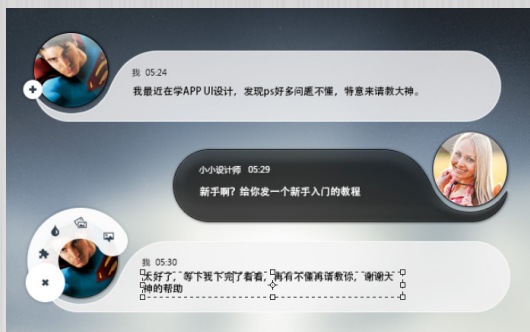 我 05:24
我最近在学APP UI设计，发现ps好多问题不懂，特意来请教大神。
小小设计师 05:29
新手啊？给你发一个新手入门的教程
我 05:30
太好了，等下我下完了看看，再有不懂再请教你，谢谢大
神的帮助